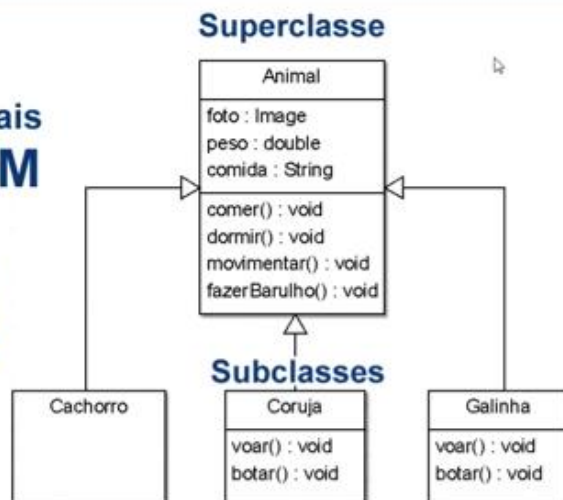 Superclasse
Animal
foto : Image
peso : double
comida : String
comer() : void
dormir() : void
movimentar() : void
fazerBarulho() : void
ais
M
Subclasses
Cachorro
Coruja
voar() : void
botar() : void
Galinha
voar() : void
botar() : void